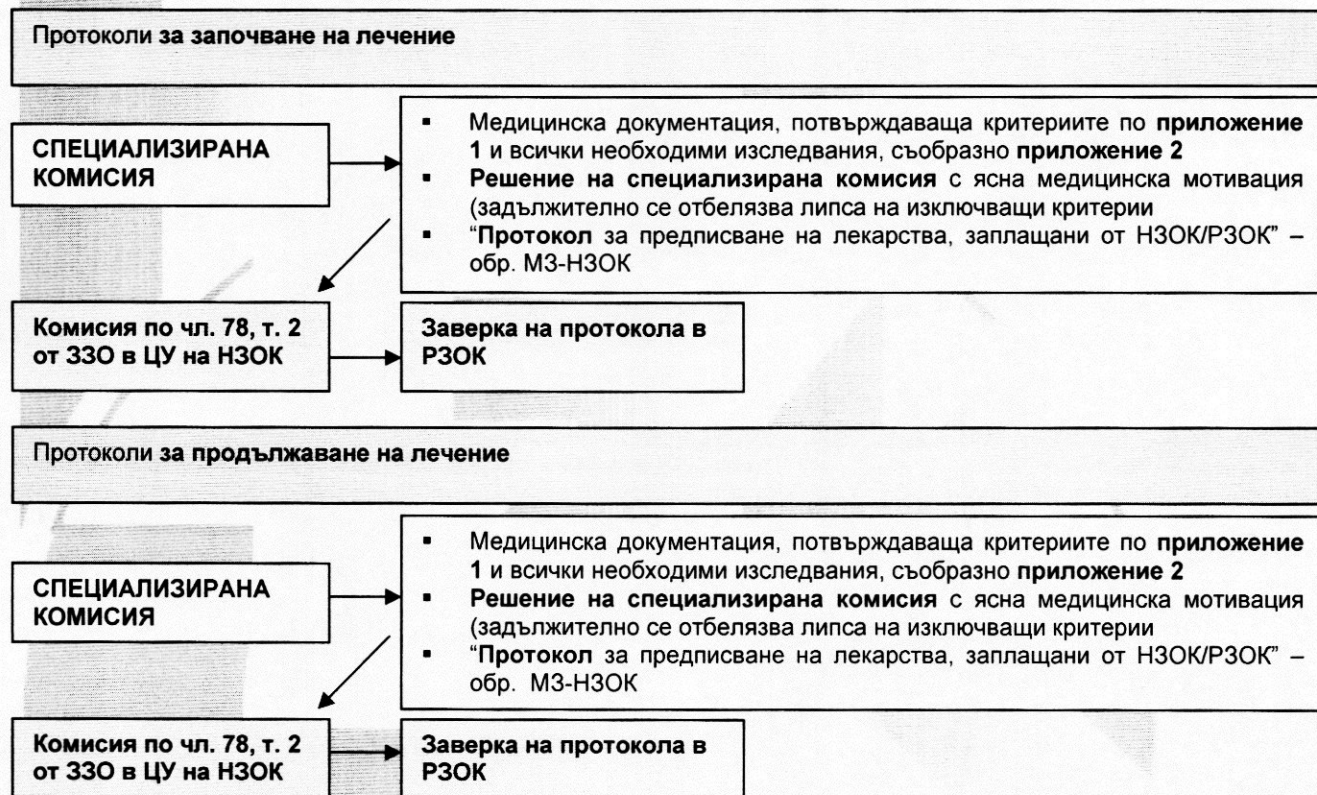 Протоколи за започване на лечение
СПЕЦИАЛИЗИРАНА
КОМИСИЯ
▪ Медицинска документация, потвърждаваща критериите по приложение
1 и всички необходими изследвания, съобразно приложение 2
▪ Решение на специализирана комисия с ясна медицинска мотивация
(задължително се отбелязва липса на изключващи критерии
▪ “Протокол за предписване на лекарства, заплащани от НЗОК/РЗОК” –
обр. МЗ-НЗОК
Комисия по чл. 78, т. 2
от ЗЗО в ЦУ на НЗОК
Заверка на протокола в
РЗОК
Протоколи за продължаване на лечение
СПЕЦИАЛИЗИРАНА
КОМИСИЯ
▪ Медицинска документация, потвърждаваща критериите по приложение
1 и всички необходими изследвания, съобразно приложение 2
▪ Решение на специализирана комисия с ясна медицинска мотивация
(задължително се отбелязва липса на изключващи критерии
▪ “Протокол за предписване на лекарства, заплащани от НЗОК/РЗОК” –
обр. МЗ-НЗОК
Комисия по чл. 78, т. 2
от ЗЗО в ЦУ на НЗОК
Заверка на протокола в
РЗОК